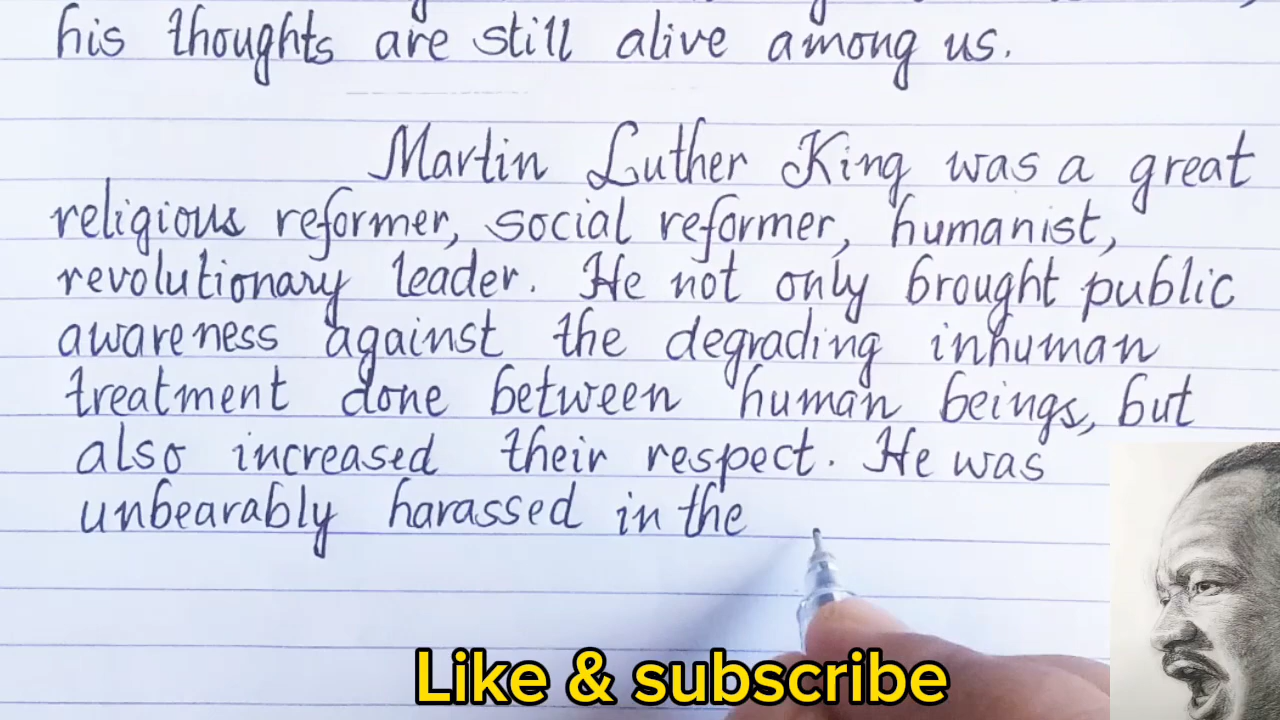 his thoughts are still alive among us.
Martin Luther King was a great
religious reformer, social reformer, humanist,
revolutionary leader. He not only brought public
awareness against the degrading inhuman
treatment done between human beings, but
also increased their respect. He was
unbearably harassed in the
Like & subscribe